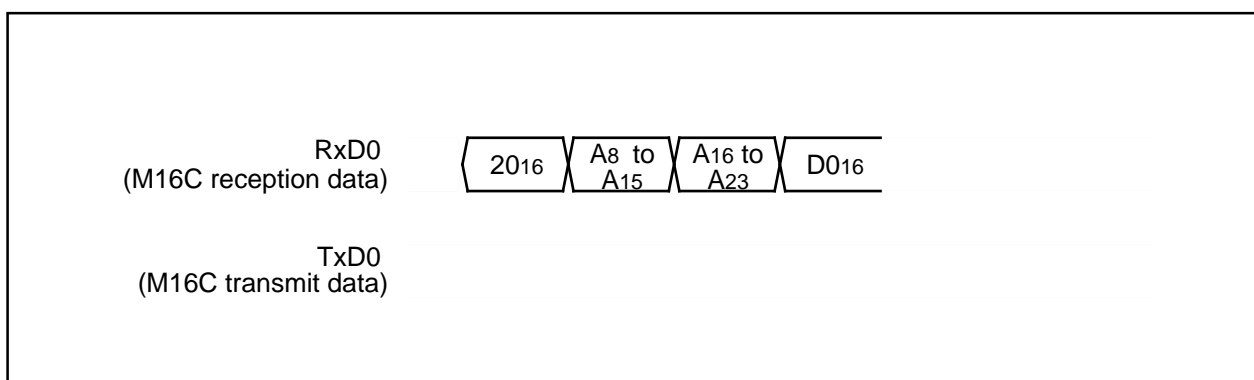 RxD0
(M16C reception data)
2016
A8 to
A15
A16 to
A23
D016
TxD0
(M16C transmit data)